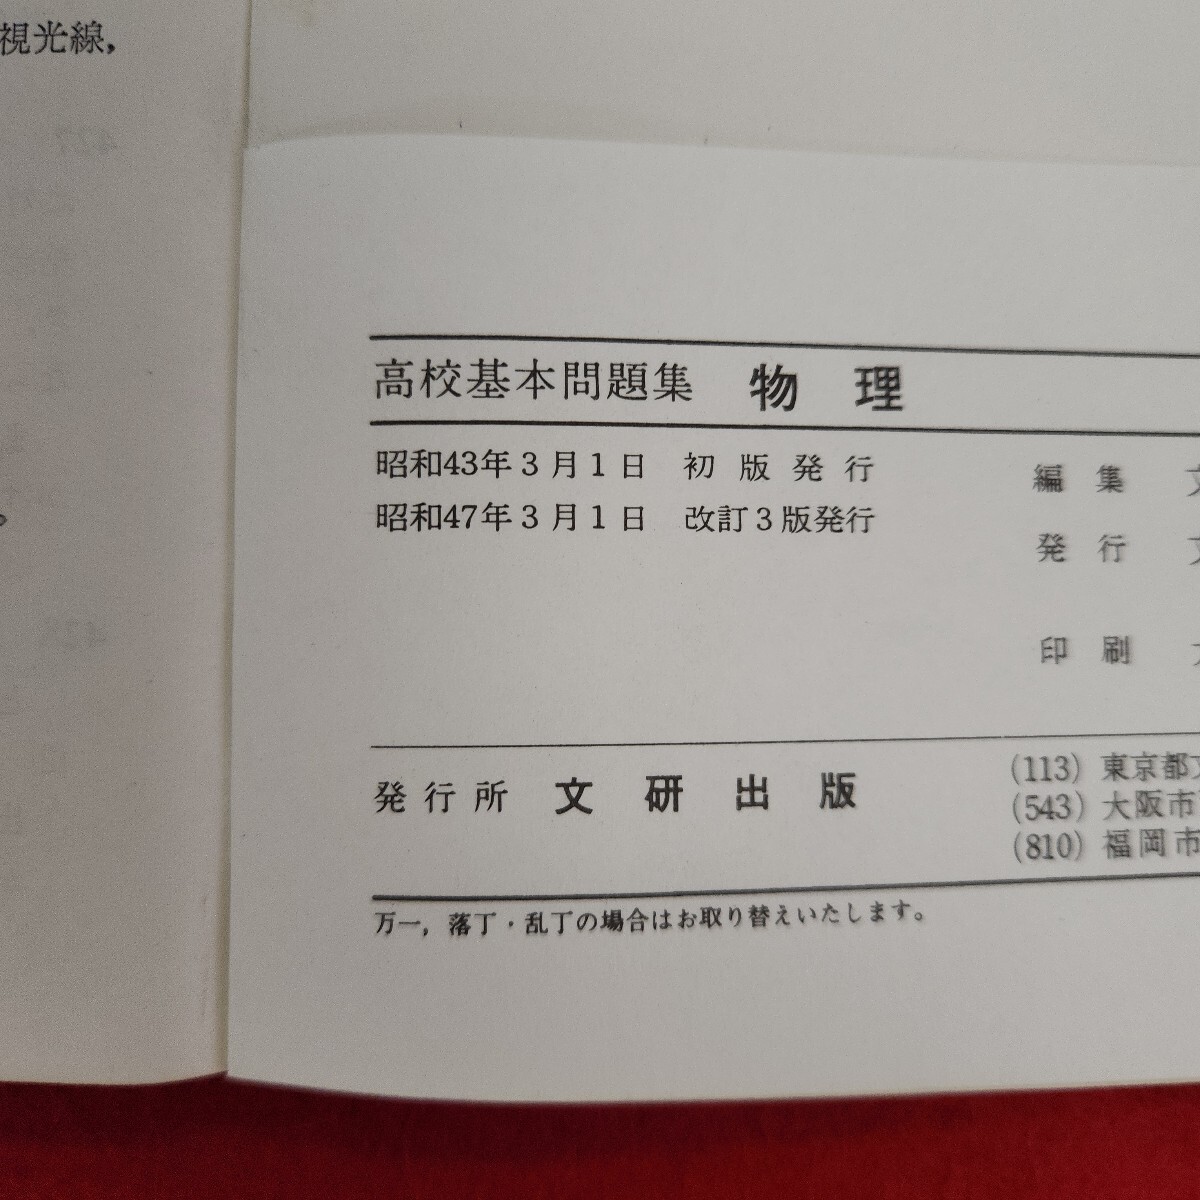 視光線,
高校基本問題集 物理
昭和43年3月1日 初版発行
昭和47年3月1日 改訂3版発行
編集 文
発行 文
印刷
発行所 文研出版
(113) 東京都文
(543) 大阪市
(810) 福岡市
万一，落丁・乱丁の場合はお取り替えいたします。